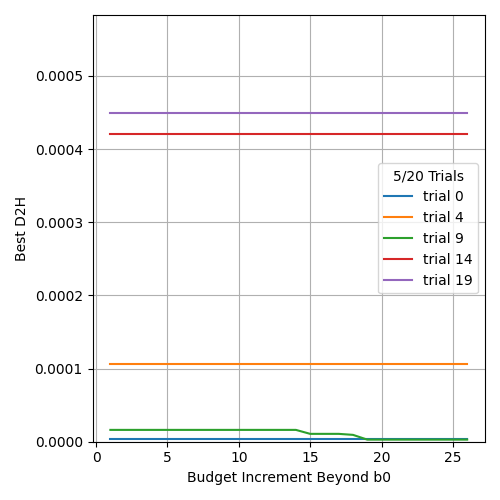 0.0005
0.0004
0.0003
0.0002
0.0001
0.0000
Best D2H
0 5 10 15 20 25
Budget Increment Beyond b0
5/20 Trials
trial 0
trial 4
trial 9
trial 14
trial 19